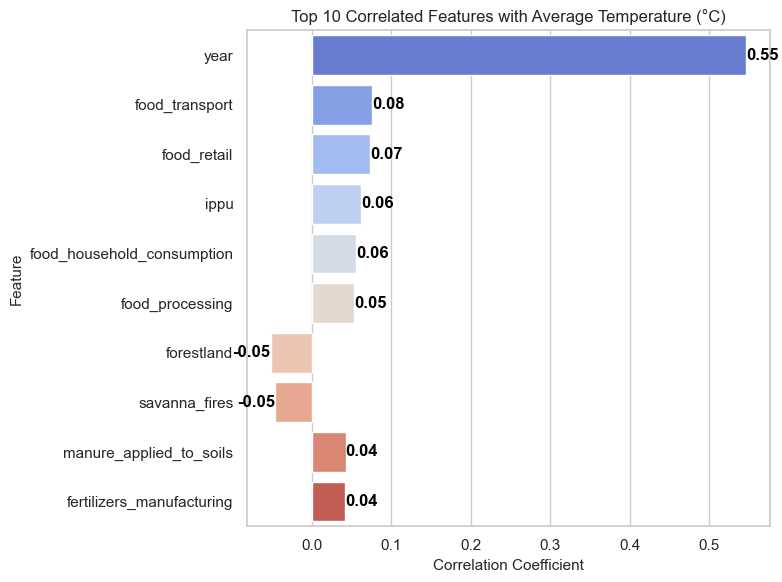 Top 10 Correlated Features with Average Temperature (°C)
year
0.55
food_transport
0.08
food_retail
0.07
ippu
0.06
food_household_consumption
0.06
food_processing
0.05
forestland
-0.05
savanna_fires
-0.05
manure_applied_to_soils
0.04
fertilizers_manufacturing
0.04
Feature
0.0 0.1 0.2 0.3 0.4 0.5
Correlation Coefficient